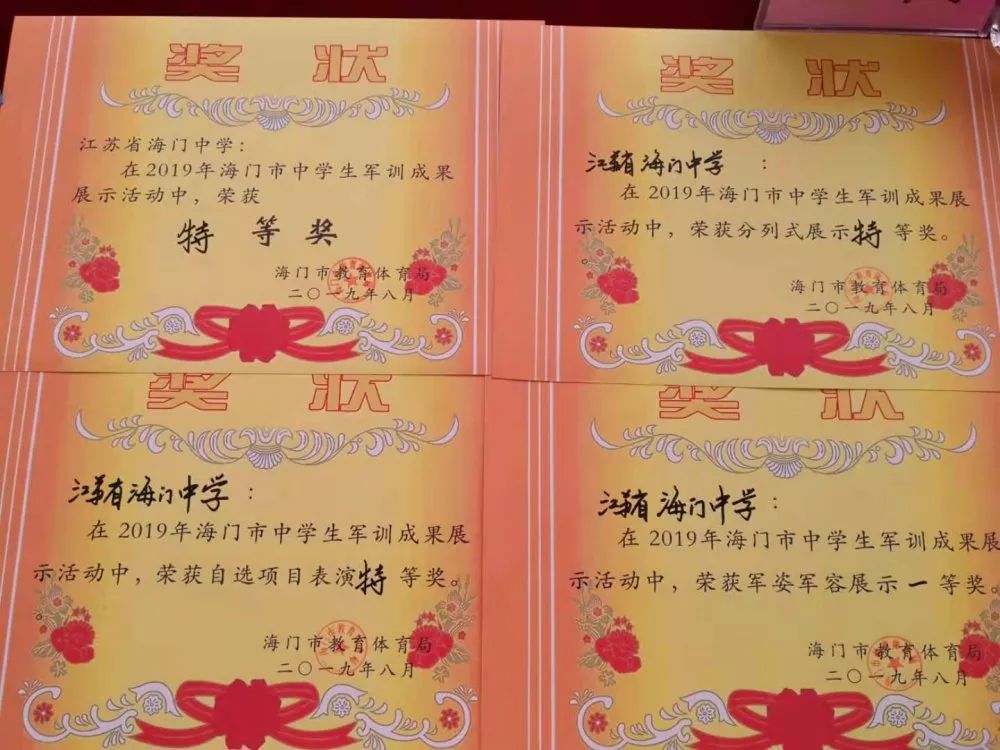 奖 状
江苏省海门中学：
在2019年海门市中学生军训成果
展示活动中，荣获
特 等 奖
海门市教育体育局
二〇一九年八月
奖 状
江苏省海门中学：
在2019年海门市中学生军训成果展
示活动中，荣获分列式展示特等奖。
海门市教育体育局
二〇一九年八月
奖 状
江苏省海门中学：
在2019年海门市中学生军训成果展
示活动中，荣获自选项目表演特等奖。
海门市教育体育局
二〇一九年八月
奖 状
江苏省海门中学：
在2019年海门市中学生军训成果展
示活动中，荣获军姿军容展示一等奖。
海门市教育体育局
二〇一九年八月